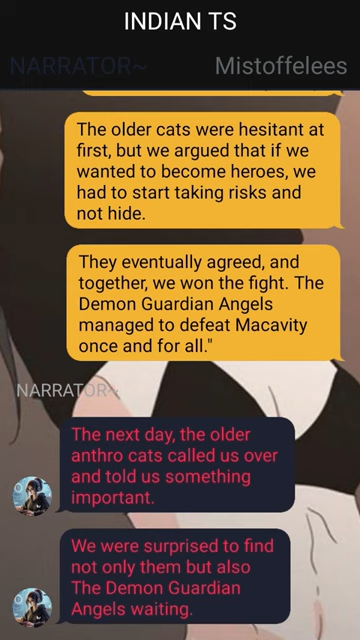 INDIAN TS
NARRATOR~ Mistoffelees
The older cats were hesitant at
first, but we argued that if we
wanted to become heroes, we
had to start taking risks and
not hide.
They eventually agreed, and
together, we won the fight. The
Demon Guardian Angels
managed to defeat Macavity
once and for all."
NARRATOR~
The next day, the older
anthro cats called us over
and told us something
important.
We were surprised to find
not only them but also
The Demon Guardian
Angels waiting.